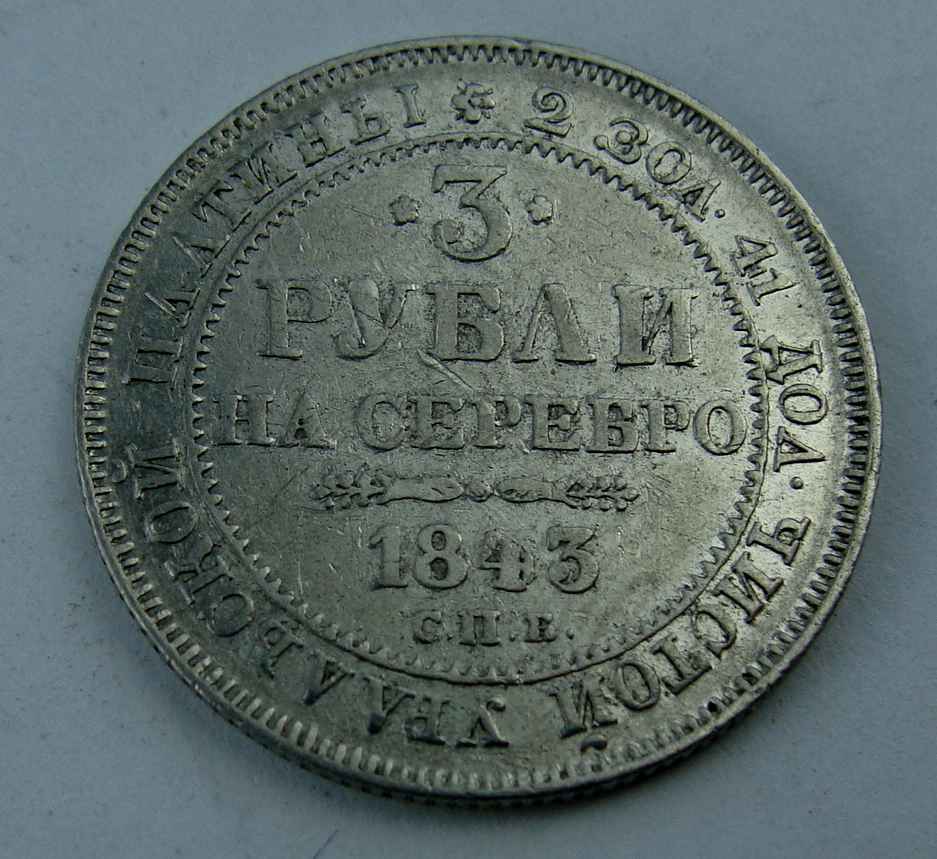 2 ЗОЛ. 41 ДОЛ. ЧИСТОЙ УРАЛЬСКОЙ ПЛАТИНЫ
3
РУБЛИ
НА СЕРЕБРО
1843
С.П.Б.